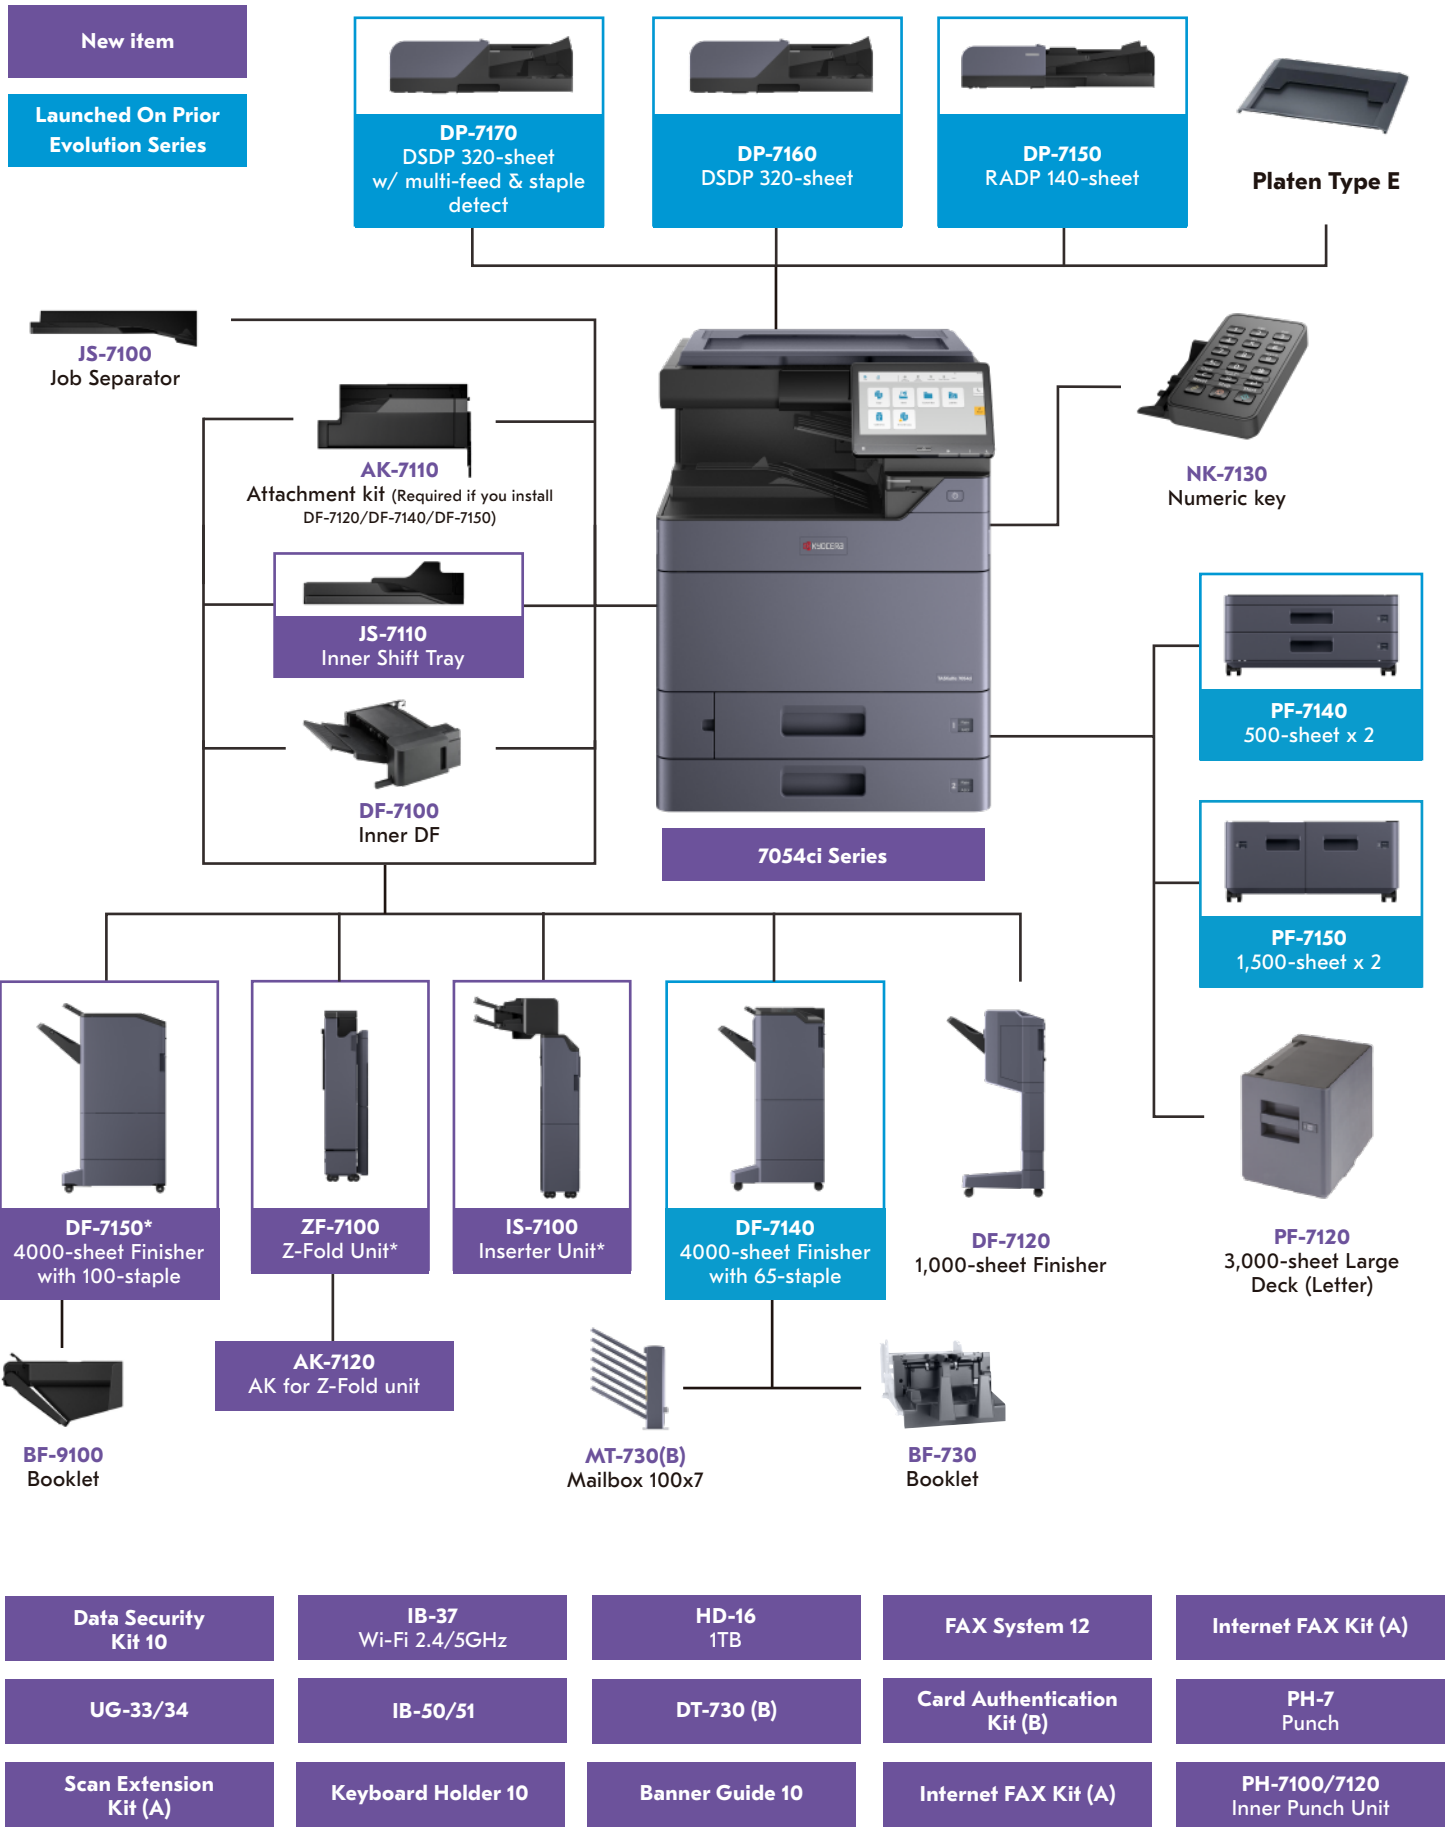 New item
Launched On Prior
Evolution Series
DP-7170
DSDP 320-sheet
w/ multi-feed & staple
detect
DP-7160
DSDP 320-sheet
DP-7150
RADP 140-sheet
Platen Type E
JS-7100
Job Separator
AK-7110
Attachment kit (Required if you install
DF-7120/DF-7140/DF-7150)
JS-7110
Inner Shift Tray
DF-7100
Inner DF
KYOCERA
7054ci Series
NK-7130
Numeric key
PF-7140
500-sheet x 2
PF-7150
1,500-sheet x 2
PF-7120
3,000-sheet Large
Deck (Letter)
DF-7150*
4000-sheet Finisher
with 100-staple
ZF-7100
Z-Fold Unit*
IS-7100
Inserter Unit*
DF-7140
4000-sheet Finisher
with 65-staple
DF-7120
1,000-sheet Finisher
BF-9100
Booklet
AK-7120
AK for Z-Fold unit
MT-730(B)
Mailbox 100x7
BF-730
Booklet
Data Security
Kit 10
IB-37
Wi-Fi 2.4/5GHz
HD-16
1TB
FAX System 12
Internet FAX Kit (A)
UG-33/34
IB-50/51
DT-730 (B)
Card Authentication
Kit (B)
PH-7
Punch
Scan Extension
Kit (A)
Keyboard Holder 10
Banner Guide 10
Internet FAX Kit (A)
PH-7100/7120
Inner Punch Unit